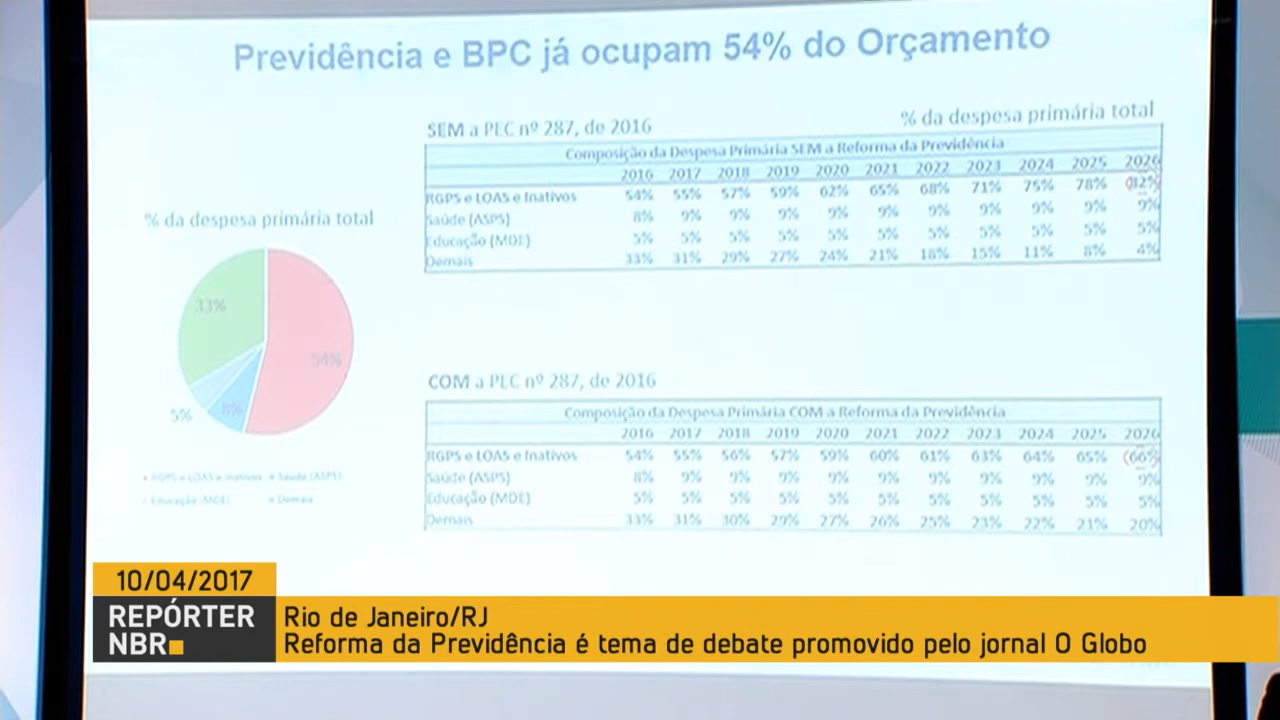 Previdência e BPC já ocupam 54% do Orçamento
SEM a PEC nº 287, de 2016
% da despesa primária total
Composição da Despesa Primária SEM a Reforma da Previdência
2016 2017 2018 2019 2020 2021 2022 2023 2024 2025 2026
RGPS e LOAS e Inativos 54% 55% 57% 59% 62% 65% 68% 71% 75% 78% 82%
Saúde (ASPS) 8% 9% 9% 9% 9% 9% 9% 9% 9% 9% 9%
Educação (MDE) 5% 5% 5% 5% 5% 5% 5% 5% 5% 5% 5%
Demais 33% 31% 29% 27% 24% 21% 18% 15% 11% 8% 4%
% da despesa primária total
33%
54%
5%
8%
RGPS e LOAS e Inativos Saúde (ASPS)
Educação (MDE) Demais
COM a PEC nº 287, de 2016
Composição da Despesa Primária COM a Reforma da Previdência
2016 2017 2018 2019 2020 2021 2022 2023 2024 2025 2026
RGPS e LOAS e Inativos 54% 55% 56% 57% 59% 60% 61% 63% 64% 65% 66%
Saúde (ASPS) 8% 9% 9% 9% 9% 9% 9% 9% 9% 9% 9%
Educação (MDE) 5% 5% 5% 5% 5% 5% 5% 5% 5% 5% 5%
Demais 33% 31% 30% 29% 27% 26% 25% 23% 22% 21% 20%
10/04/2017
REPÓRTER
NBR
Rio de Janeiro/RJ
Reforma da Previdência é tema de debate promovido pelo jornal O Globo